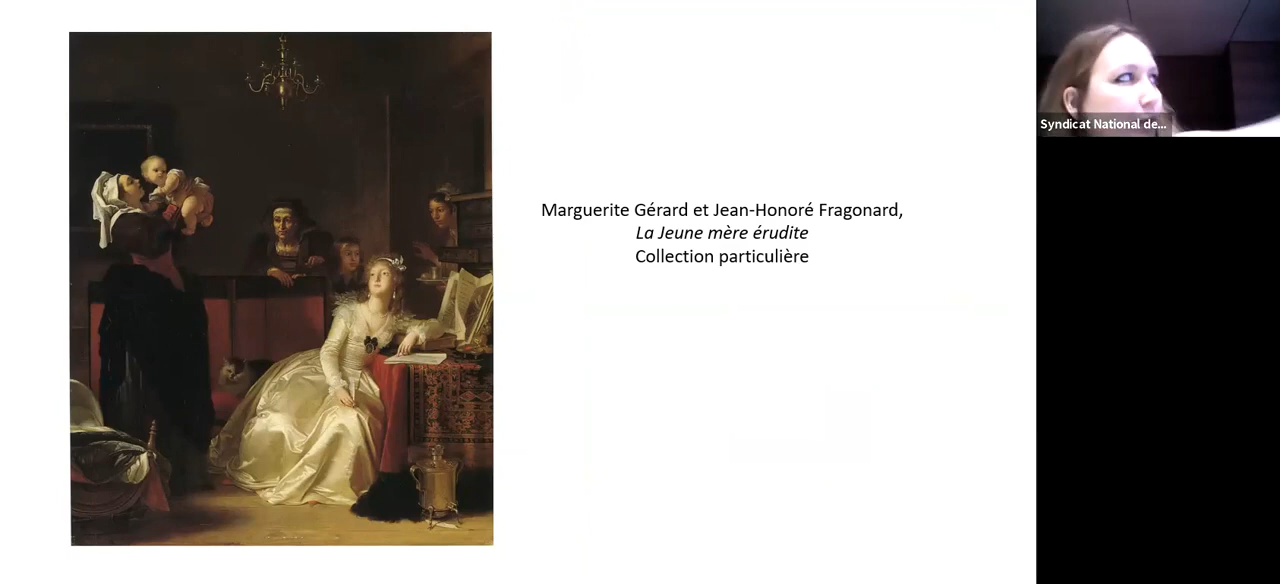 Marguerite Gérard et Jean-Honoré Fragonard,
La Jeune mère érudite
Collection particulière
Syndicat National de...